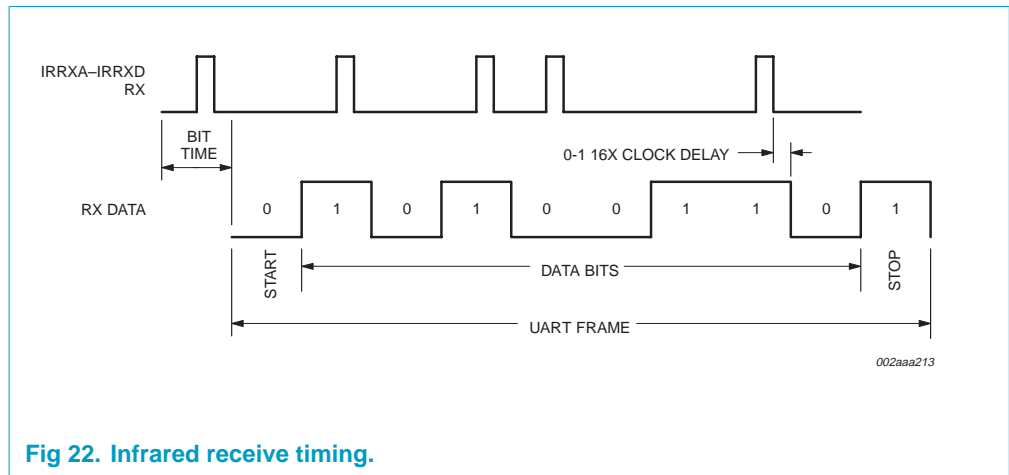 IRRXA–IRRXD
RX
BIT
TIME
0-1 16X CLOCK DELAY
RX DATA
0 1 0 1 0 0 1 1 0 1
START
DATA BITS
STOP
UART FRAME
002aaa213
Fig 22. Infrared receive timing.